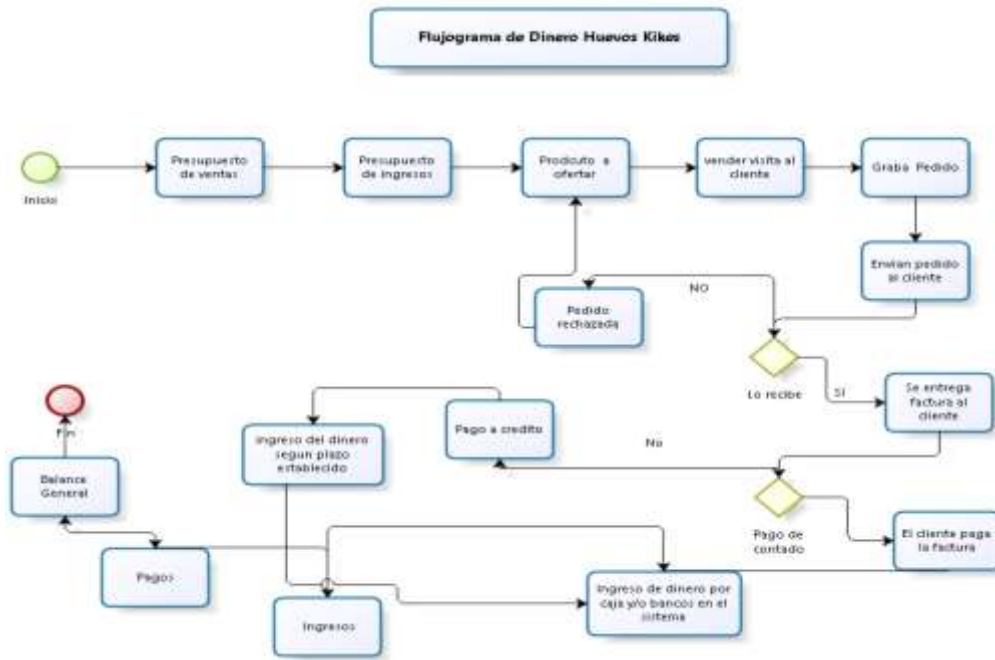 Flujograma de Dinero Huevos Kikes
Inicio
Presupuesto
de ventas
Presupuesto
de ingresos
Prodcuto a
ofertar
vender visita al
cliente
Graba Pedido
Envian pedido
al cliente
NO
Pedido
rechazada
Lo recibe
SI
Se entrega
factura al
cliente
Pago a credito
No
ingreso del dinero
segun plazo
establecido
Fin
Balance
General
Pago de
contado
El cliente paga
la factura
Pagos
Ingresos
Ingreso de dinero por
caja y/o bancos en el
sistema